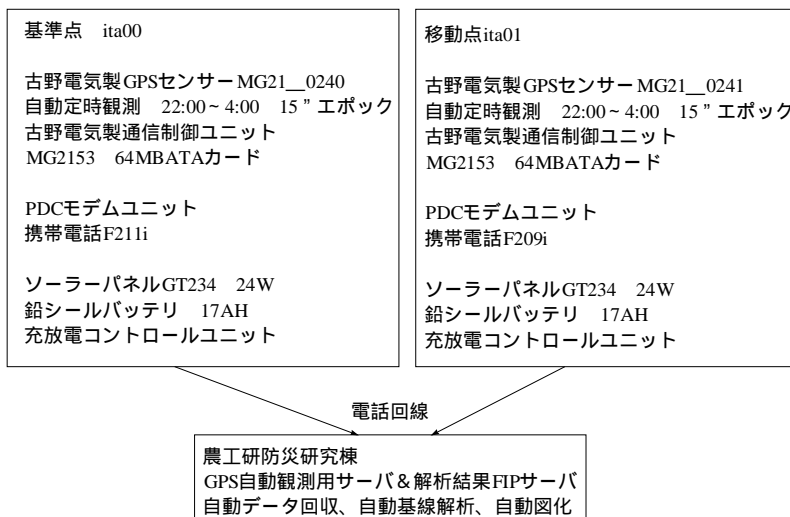 基準点　ita00
古野電気製GPSセンサーMG21__0240
自動定時観測　22:00~4:00　15”エポック
古野電気製通信制御ユニット
MG2153　64MBATAカード
PDCモデムユニット
携帯電話F211i
ソーラーパネルGT234　24W
鉛シールバッテリ　17AH
充放電コントロールユニット
移動点ita01
古野電気製GPSセンサーMG21__0241
自動定時観測　22:00~4:00　15”エポック
古野電気製通信制御ユニット
MG2153　64MBATAカード
PDCモデムユニット
携帯電話F209i
ソーラーパネルGT234　24W
鉛シールバッテリ　17AH
充放電コントロールユニット
電話回線
農工研防災研究棟
GPS自動観測用サーバ＆解析結果FIPサーバ
自動データ回収、自動基線解析、自動図化